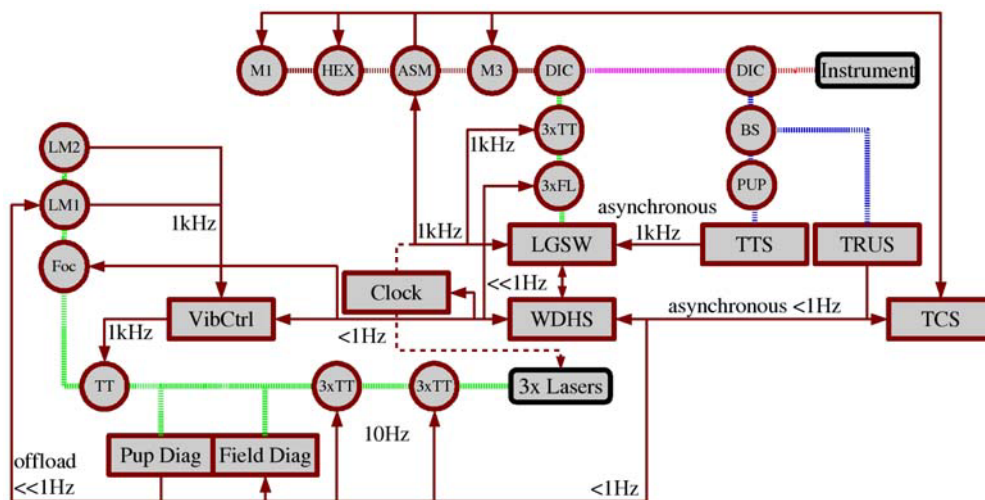 M1
HEX
ASM
M3
DIC
DIC
Instrument
3xTT
BS
1kHz
LM2
3xFL
PUP
LM1
asynchronous
1kHz
1kHz
LGSW
1kHz
TTS
TRUS
Foc
Clock
<<1Hz
VibCtrl
<1Hz
WDHS
asynchronous <1Hz
TCS
1kHz
TT
3xTT
3xTT
3x Lasers
10Hz
Pup Diag
Field Diag
offload
<<1Hz
<1Hz